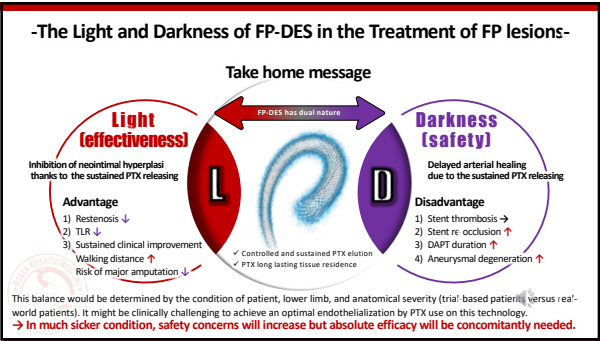 -The Light and Darkness of FP-DES in the Treatment of FP lesions-
Take home message
FP-DES has dual nature
Light
(effectiveness)
Inhibition of neointimal hyperplasi
thanks to the sustained PTX releasing
Advantage
1) Restenosis ↓
2) TLR ↓
3) Sustained clinical improvement
Walking distance ↑
Risk of major amputation ↓
L
✓ Controlled and sustained PTX elution
✓ PTX long lasting tissue residence
D
Darkness
(safety)
Delayed arterial healing
due to the sustained PTX releasing
Disadvantage
1) Stent thrombosis →
2) Stent re-occlusion ↑
3) DAPT duration ↑
4) Aneurysmal degeneration ↑
This balance would be determined by the condition of patient, lower limb, and anatomical severity (trial-based patients versus real-
world patients). It might be clinically challenging to achieve an optimal endothelialization by PTX use on this technology.
→ In much sicker condition, safety concerns will increase but absolute efficacy will be concomitantly needed.